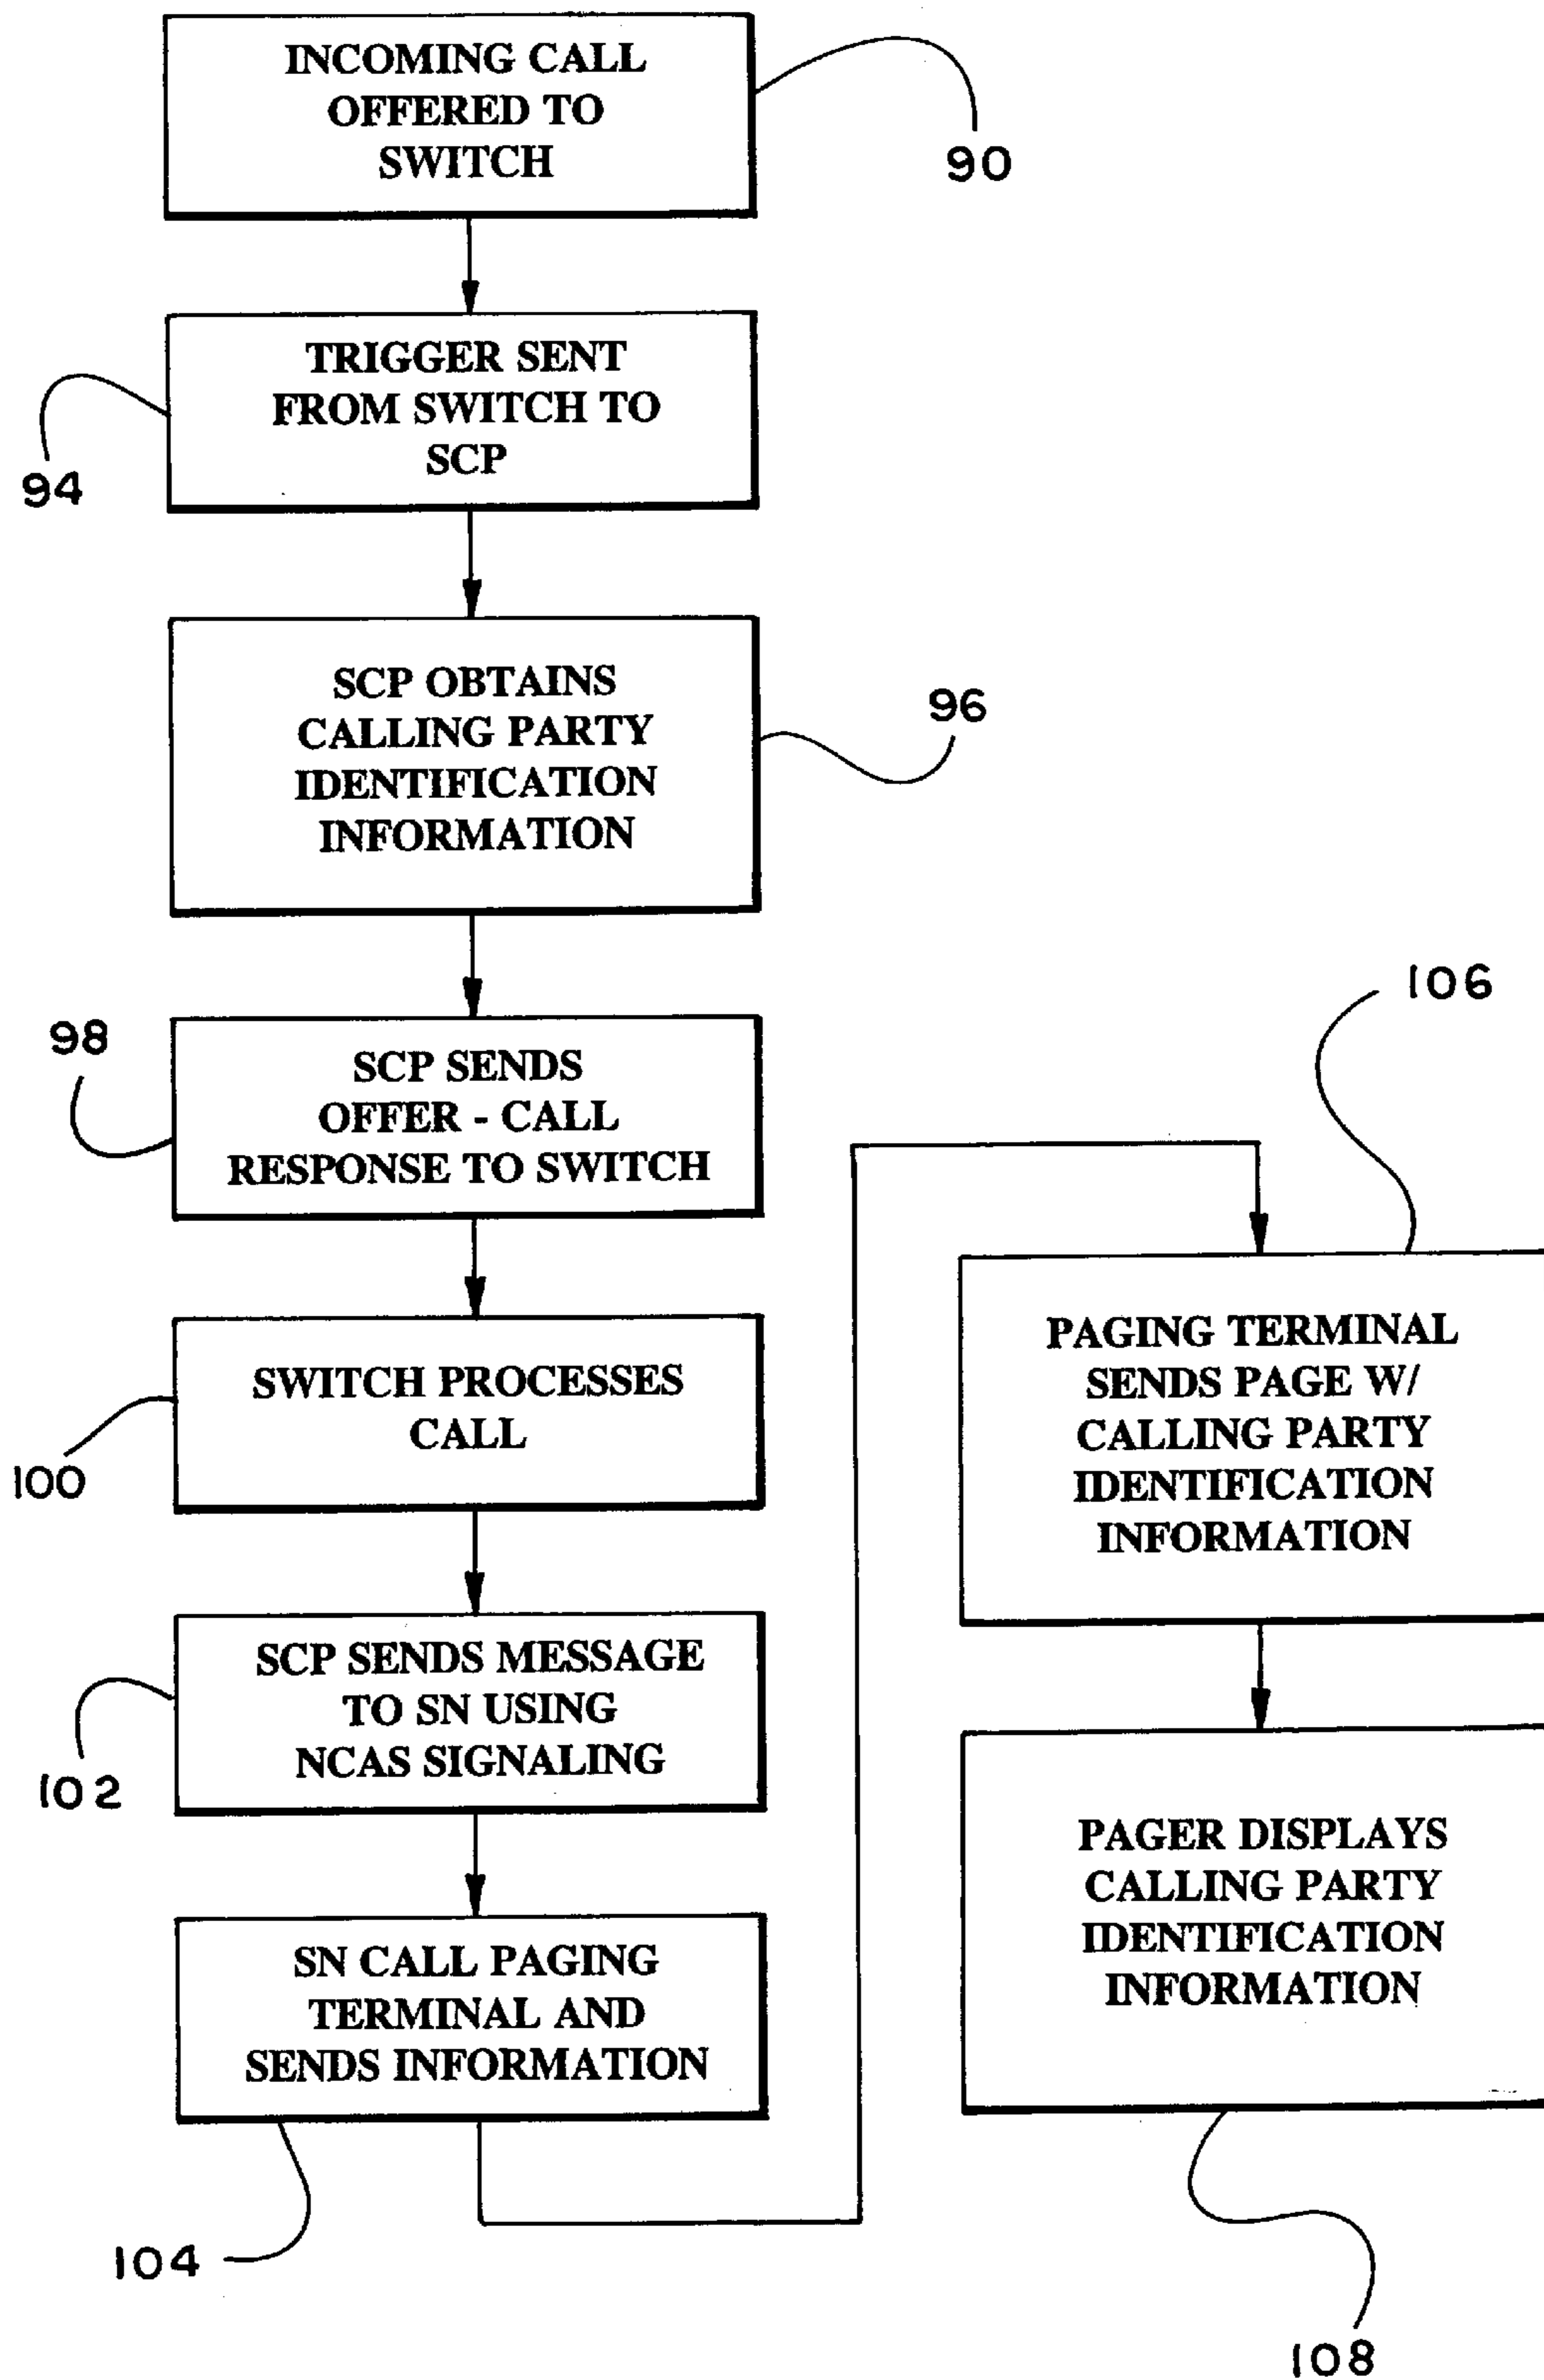 INCOMING CALL
OFFERED TO
SWITCH
90
TRIGGER SENT
FROM SWITCH TO
SCP
94
SCP OBTAINS
CALLING PARTY
IDENTIFICATION
INFORMATION
96
SCP SENDS
OFFER - CALL
RESPONSE TO SWITCH
98
SWITCH PROCESSES
CALL
100
SCP SENDS MESSAGE
TO SN USING
NCAS SIGNALING
102
SN CALL PAGING
TERMINAL AND
SENDS INFORMATION
104
106
PAGING TERMINAL
SENDS PAGE W/
CALLING PARTY
IDENTIFICATION
INFORMATION
PAGER DISPLAYS
CALLING PARTY
IDENTIFICATION
INFORMATION
108